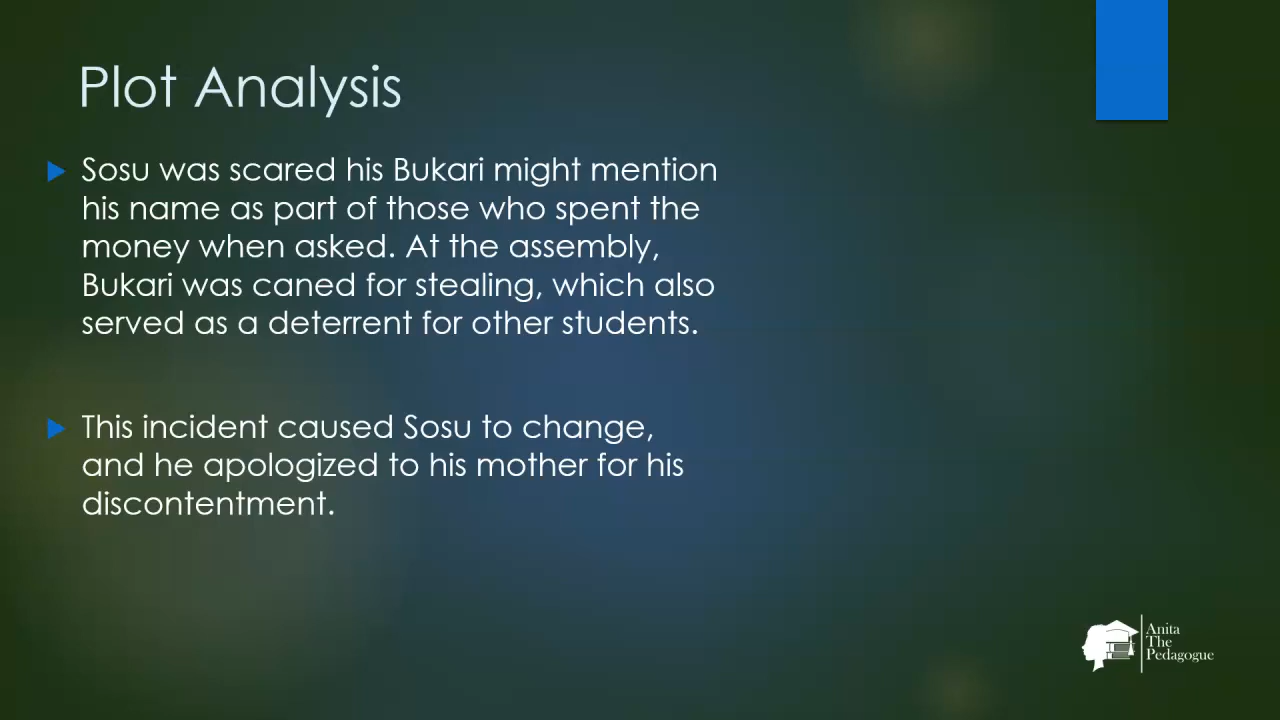 Plot Analysis
Sosu was scared his Bukari might mention
his name as part of those who spent the
money when asked. At the assembly,
Bukari was caned for stealing, which also
served as a deterrent for other students.
This incident caused Sosu to change,
and he apologized to his mother for his
discontentment.
Anita
The
Pedagogue